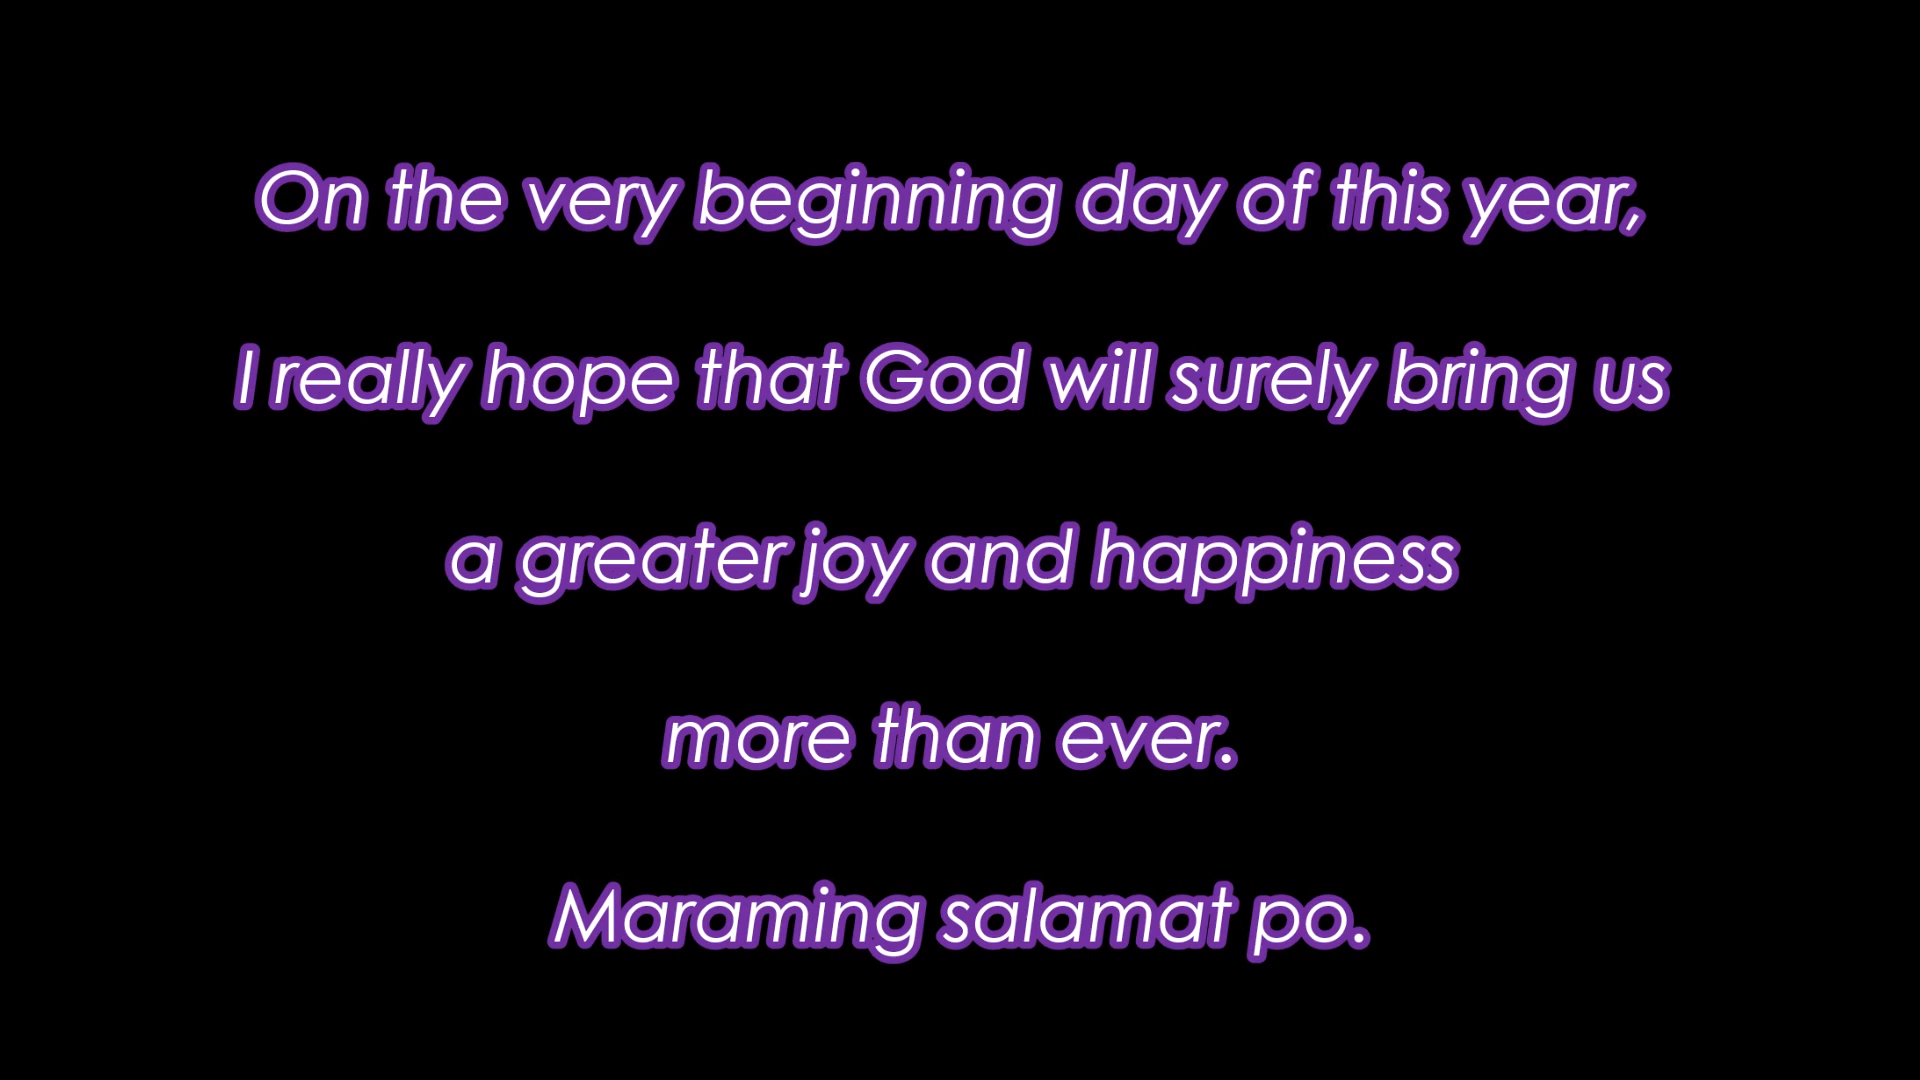 On the very beginning day of this year,
I really hope that God will surely bring us
a greater joy and happiness
more than ever.
Maraming salamat po.